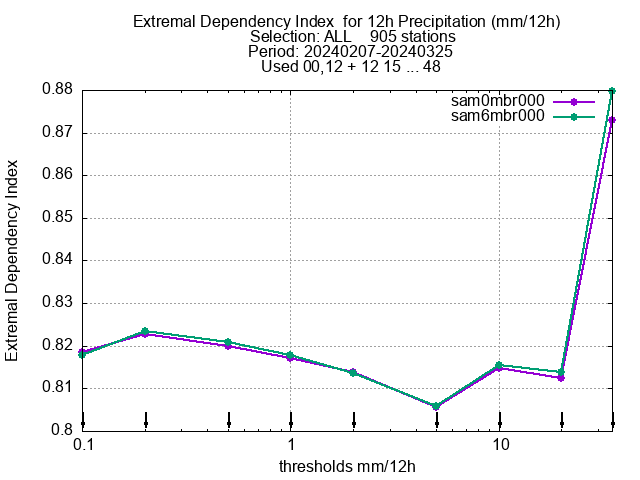 Extremal Dependency Index  for 12h Precipitation (mm/12h)
Selection: ALL    905 stations
Period: 20240207-20240325
Used 00,12 + 12 15 ... 48
sam0mbr000
sam6mbr000
0.88
0.87
0.86
0.85
0.84
0.83
0.82
0.81
0.8
Extremal Dependency Index
0.1 1 10
thresholds mm/12h